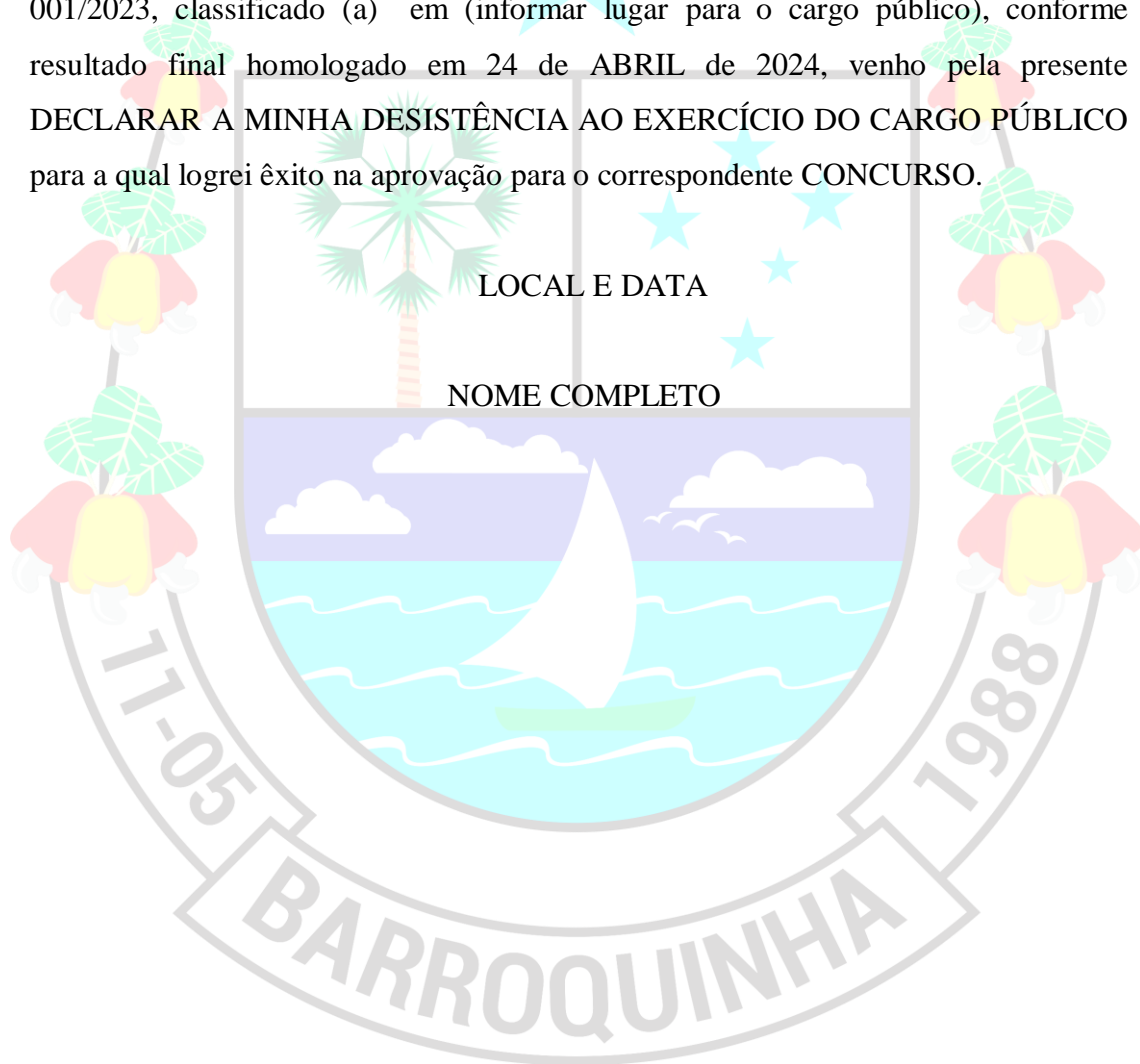 001/2023, classificado (a) em (informar lugar para o cargo público), conforme
resultado final homologado em 24 de ABRIL de 2024, venho pela presente
DECLARAR A MINHA DESISTÊNCIA AO EXERCÍCIO DO CARGO PÚBLICO
para a qual logrei êxito na aprovação para o correspondente CONCURSO.
LOCAL E DATA
NOME COMPLETO
11-05
BARROQUINHA
1988